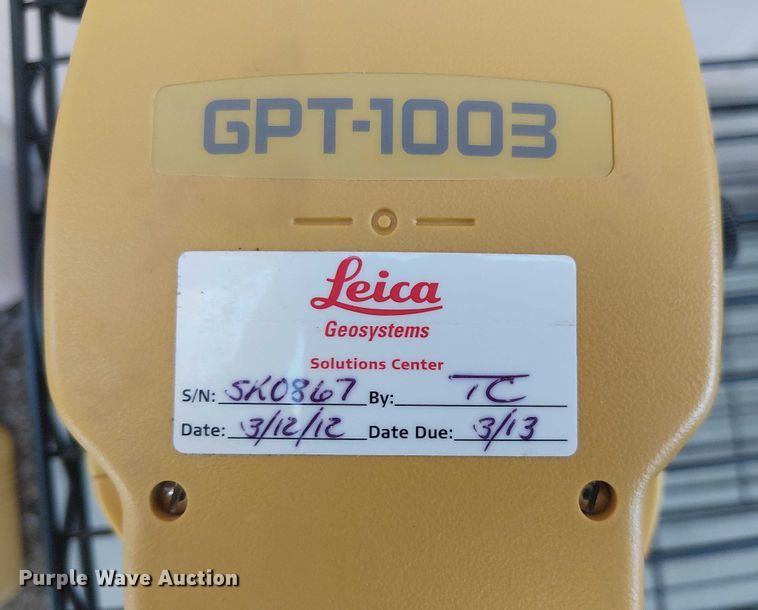 GPT-1003
Leica
Geosystems
Solutions Center
S/N: SK0867 By: TC
Date: 3/12/12 Date Due: 3/13
Purple Wave Auction